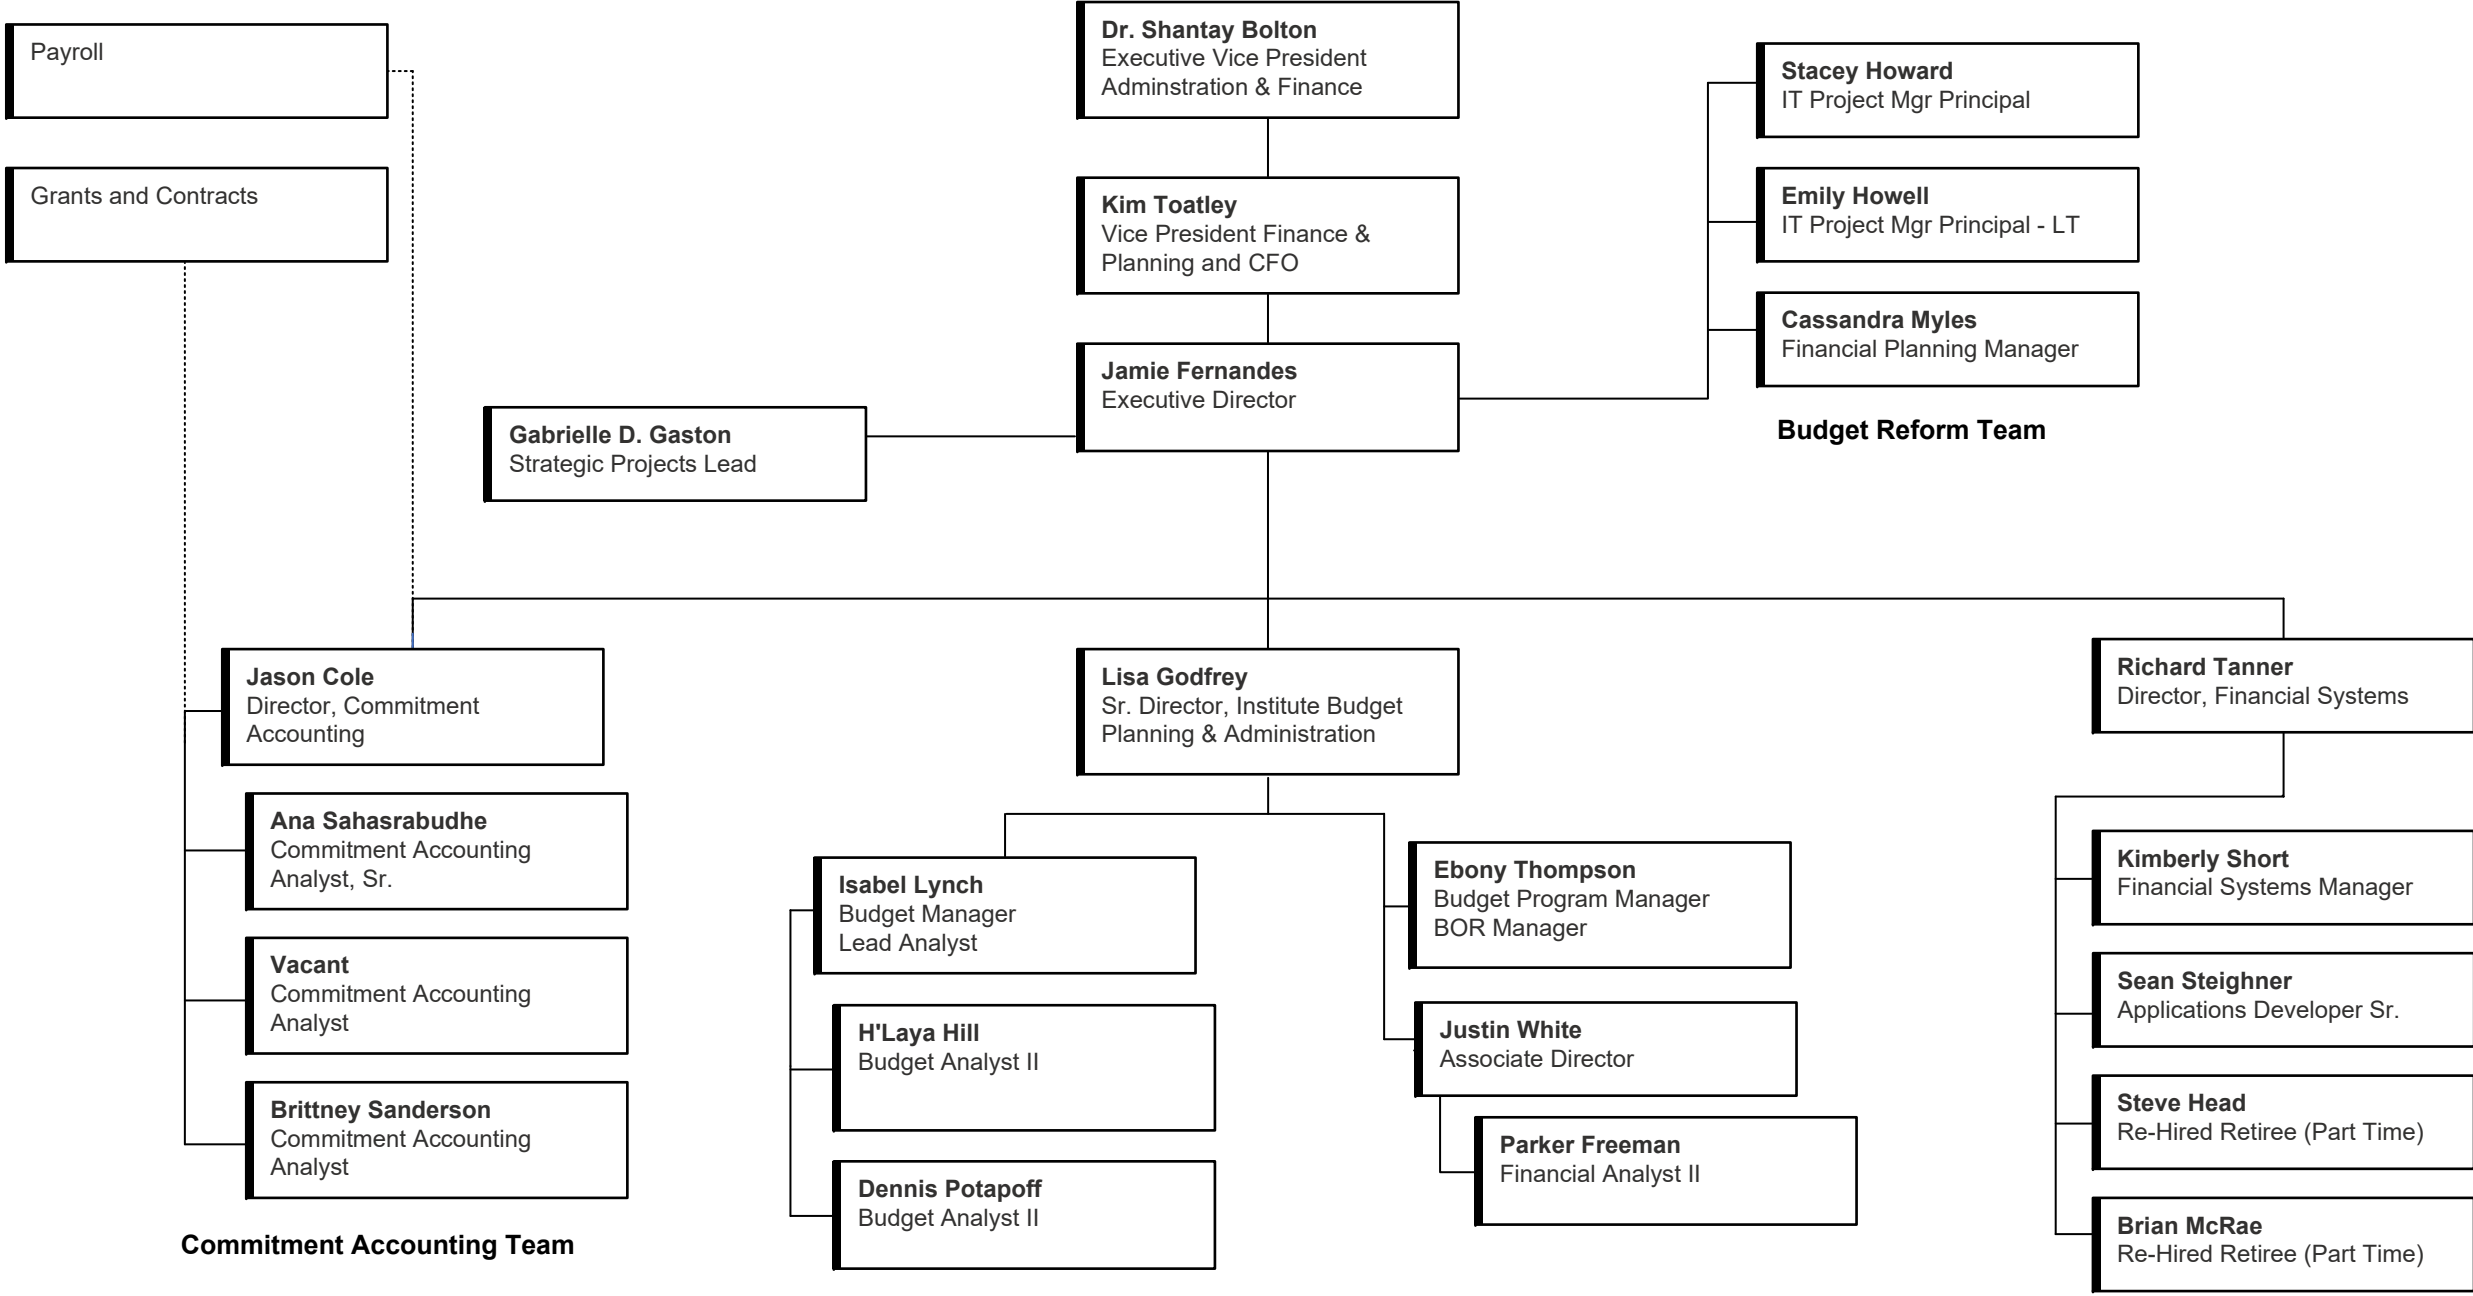 Payroll
Grants and Contracts
Dr. Shantay Bolton
Executive Vice President
Adminstration & Finance
Kim Toatley
Vice President Finance &
Planning and CFO
Jamie Fernandes
Executive Director
Gabrielle D. Gaston
Strategic Projects Lead
Stacey Howard
IT Project Mgr Principal
Emily Howell
IT Project Mgr Principal - LT
Cassandra Myles
Financial Planning Manager
Budget Reform Team
Jason Cole
Director, Commitment
Accounting
Ana Sahasrabudhe
Commitment Accounting
Analyst, Sr.
Vacant
Commitment Accounting
Analyst
Brittney Sanderson
Commitment Accounting
Analyst
Commitment Accounting Team
Lisa Godfrey
Sr. Director, Institute Budget
Planning & Administration
Isabel Lynch
Budget Manager
Lead Analyst
H'Laya Hill
Budget Analyst II
Dennis Potapoff
Budget Analyst II
Ebony Thompson
Budget Program Manager
BOR Manager
Justin White
Associate Director
Parker Freeman
Financial Analyst II
Richard Tanner
Director, Financial Systems
Kimberly Short
Financial Systems Manager
Sean Steighner
Applications Developer Sr.
Steve Head
Re-Hired Retiree (Part Time)
Brian McRae
Re-Hired Retiree (Part Time)